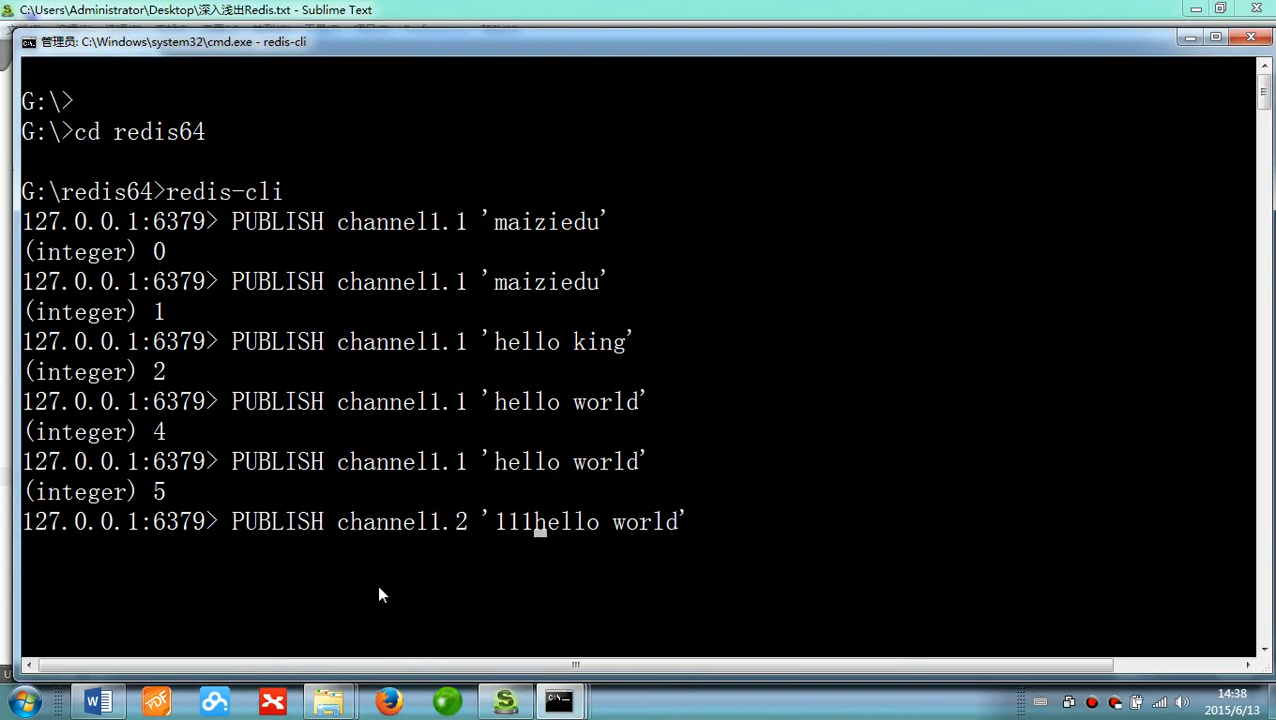 C:\Users\Administrator\Desktop\深入浅出Redis.txt - Sublime Text
管理员: C:\Windows\system32\cmd.exe - redis-cli
G:\>
G:\>cd redis64
G:\redis64>redis-cli
127.0.0.1:6379> PUBLISH channel1.1 'maiziedu'
(integer) 0
127.0.0.1:6379> PUBLISH channel1.1 'maiziedu'
(integer) 1
127.0.0.1:6379> PUBLISH channel1.1 'hello king'
(integer) 2
127.0.0.1:6379> PUBLISH channel1.1 'hello world'
(integer) 4
127.0.0.1:6379> PUBLISH channel1.1 'hello world'
(integer) 5
127.0.0.1:6379> PUBLISH channel1.2 '111hello world'
14:38
2015/6/13